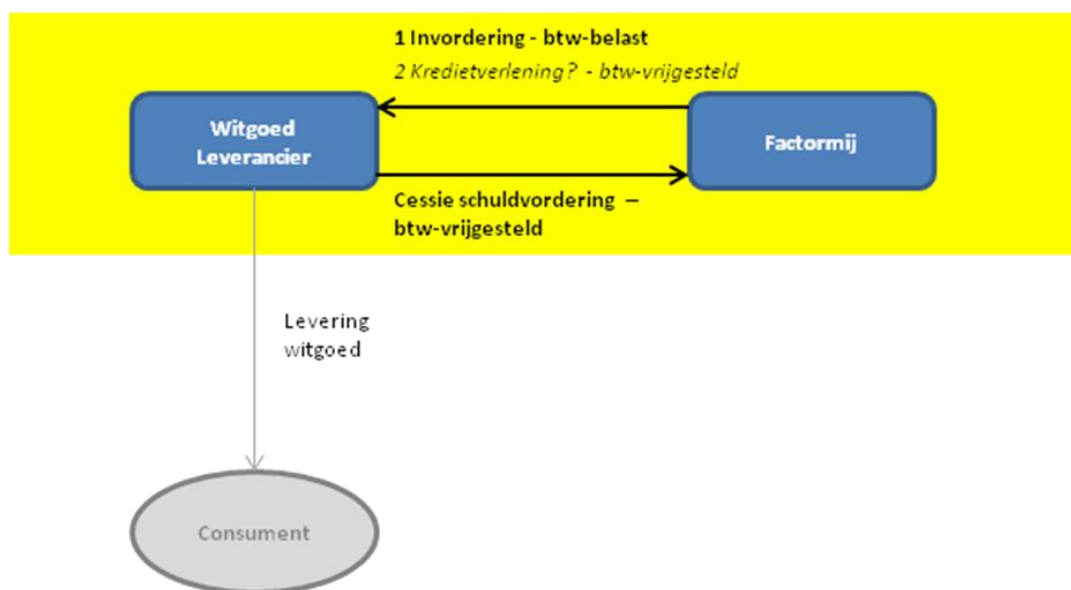 1 Invordering - btw-belast
2 Kredietverlening? - btw-vrijgesteld
Witgoed
Leverancier
Factormij
Cessie schuldvordering –
btw-vrijgesteld
Levering
witgoed
Consument